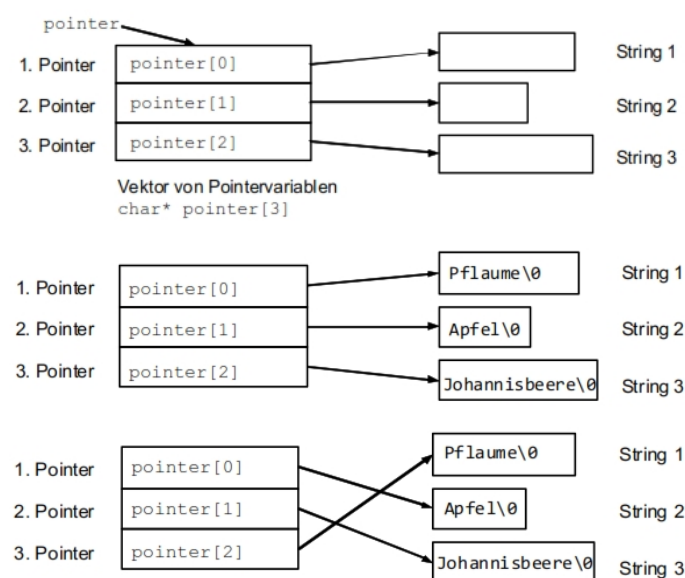 pointer
1. Pointer pointer[0] String 1
2. Pointer pointer[1] String 2
3. Pointer pointer[2] String 3
Vektor von Pointervariablen
char* pointer[3]
1. Pointer pointer[0] Pflaume\0 String 1
2. Pointer pointer[1] Apfel\0 String 2
3. Pointer pointer[2] Johannisbeere\0 String 3
1. Pointer pointer[0] Pflaume\0 String 1
2. Pointer pointer[1] Apfel\0 String 2
3. Pointer pointer[2] Johannisbeere\0 String 3